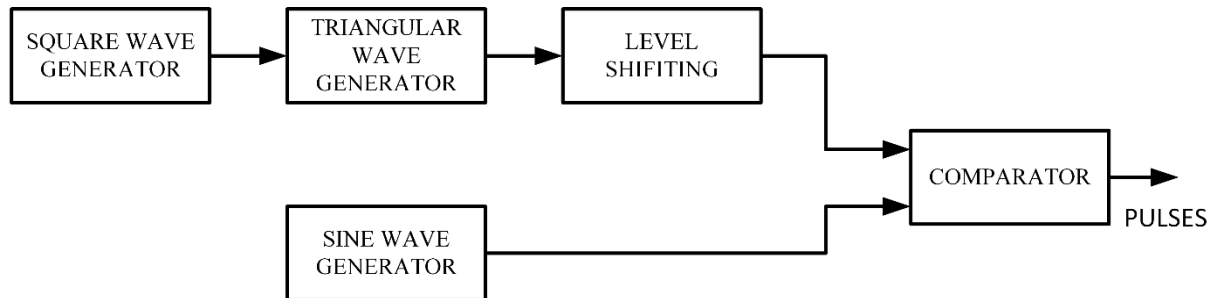 SQUARE WAVE
GENERATOR
TRIANGULAR
WAVE
GENERATOR
LEVEL
SHIFITING
COMPARATOR
PULSES
SINE WAVE
GENERATOR